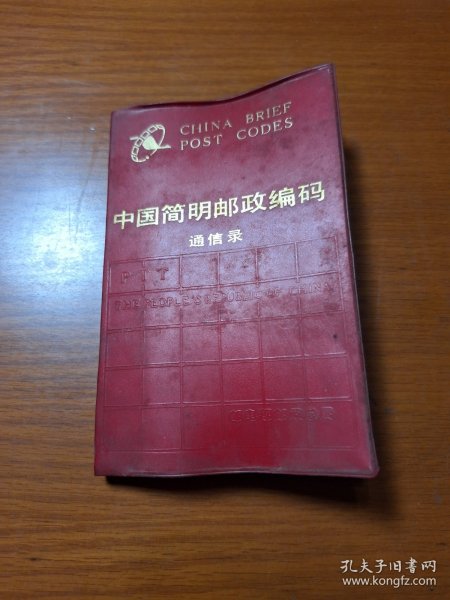 CHINA BRIEF
POST CODES
中国简明邮政编码
通信录
PTT
THE PEOPLE'S REPUBLIC OF CHINA
孔夫子旧书网
www.kongfz.com